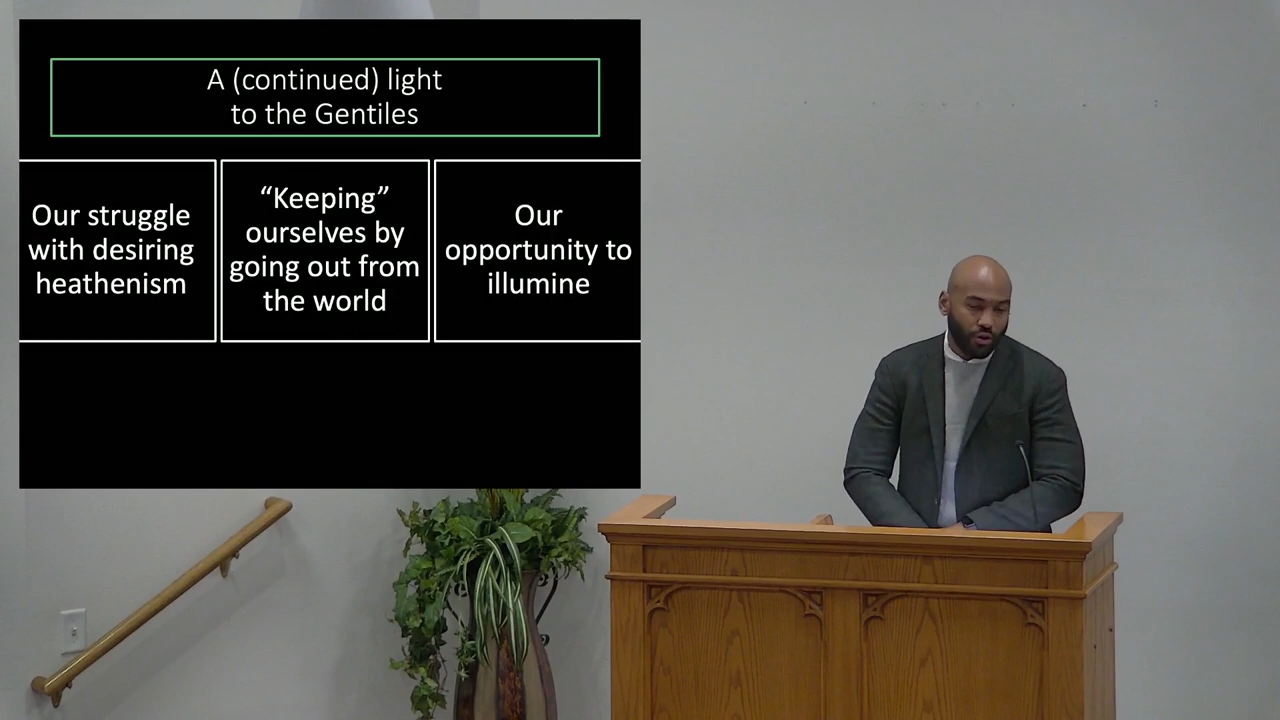 A (continued) light
to the Gentiles
Our struggle
with desiring
heathenism
“Keeping”
ourselves by
going out from
the world
Our
opportunity to
illumine